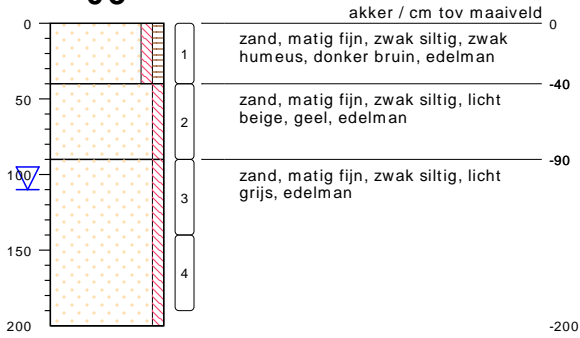 akker / cm tov maaiveld
0
0
1
zand, matig fijn, zwak siltig, zwak
humeus, donker bruin, edelman
-40
50
2
zand, matig fijn, zwak siltig, licht
beige, geel, edelman
-90
100
3
zand, matig fijn, zwak siltig, licht
grijs, edelman
150
4
200
-200